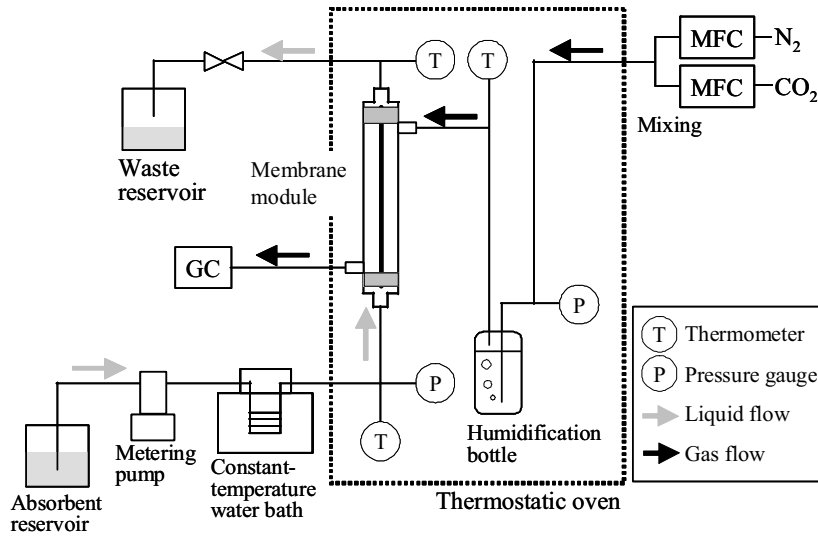 T
T
MFC
N2
MFC
CO2
Mixing
Waste
reservoir
Membrane
module
GC
P
T
Thermometer
P
Pressure gauge
Liquid flow
Gas flow
P
T
Metering
pump
Constant-
temperature
water bath
Humidification
bottle
Absorbent
reservoir
Thermostatic oven